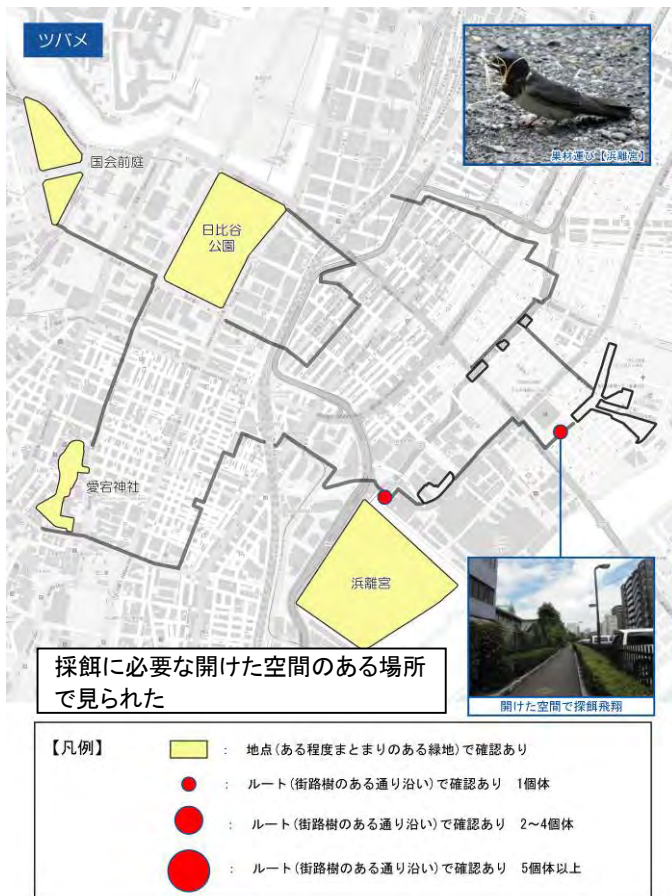 ツバメ
巣材運び【浜離宮】
国会前庭
日比谷
公園
愛宕神社
浜離宮
採餌に必要な開けた空間のある場所
で見られた
開けた空間で採餌飛翔
【凡例】
： 地点(ある程度まとまりのある緑地)で確認あり
： ルート(街路樹のある通り沿い)で確認あり 1個体
： ルート(街路樹のある通り沿い)で確認あり 2～4個体
： ルート(街路樹のある通り沿い)で確認あり 5個体以上